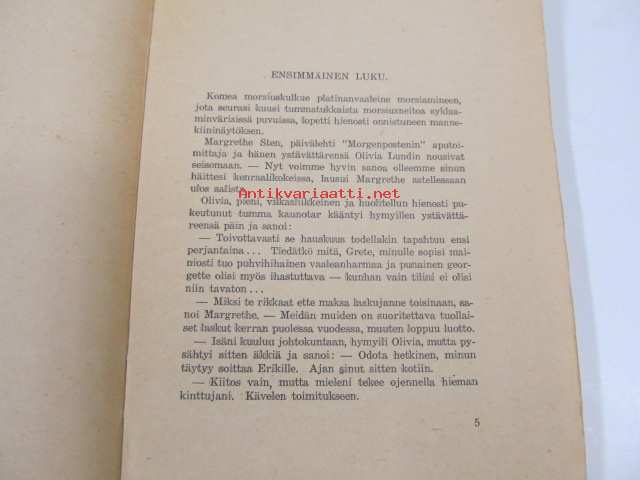 ENSIMMÄINEN LUKU.
Komea morsiuskulkue platinanvaaleine morsiamineen,
jota seurasi kuusi tummatukkaista morsiusneitoa syklaa-
minvärisissä puvuissa, lopetti hienosti onnistuneen manne-
kiininäytöksen.
Margrethe Sten, päivälehti "Morgenpostenin" aputoi-
mittaja ja hänen ystävättärensä Olivia Lundin nousivat
seisomaan. — Nyt voimme hyvin sanoa olleemme sinun
häittesi kenraalikokeissa, lausui Margrethe astellessaan
ulos salista.
Antikvariaatti.net
Olivia, pieni, vilkasliikkeinen ja huolitellun hienosti pu-
keutunut tumma kaunotar kääntyi hymyillen ystävättä-
reensä päin ja sanoi:
— Toivottavasti se hauskuus todellakin tapahtuu ensi
perjantaina... Tiedätkö mitä, Grete, minulle sopisi mai-
niosti tuo puhvihihainen vaaleanharmaa ja punainen geor-
gette olisi myös ihastuttava — kunhan vain tilini ei olisi
niin tavaton...
— Miksi te rikkaat ette maksa laskujanne toisinaan, sa-
noi Margrethe. — Meidän muiden on suoritettava tuollai-
set laskut kerran puolessa vuodessa, muuten loppuu luotto.
— Isäni kuuluu johtokuntaan, hymyili Olivia, mutta py-
sähtyi sitten äkkiä ja sanoi: — Odota hetkinen, minun
täytyy soittaa Erikille. Ajan sinut sitten kotiin.
— Kiitos vain, mutta mieleni tekee ojennella hieman
kinttujani. Kävelen toimitukseen.
5